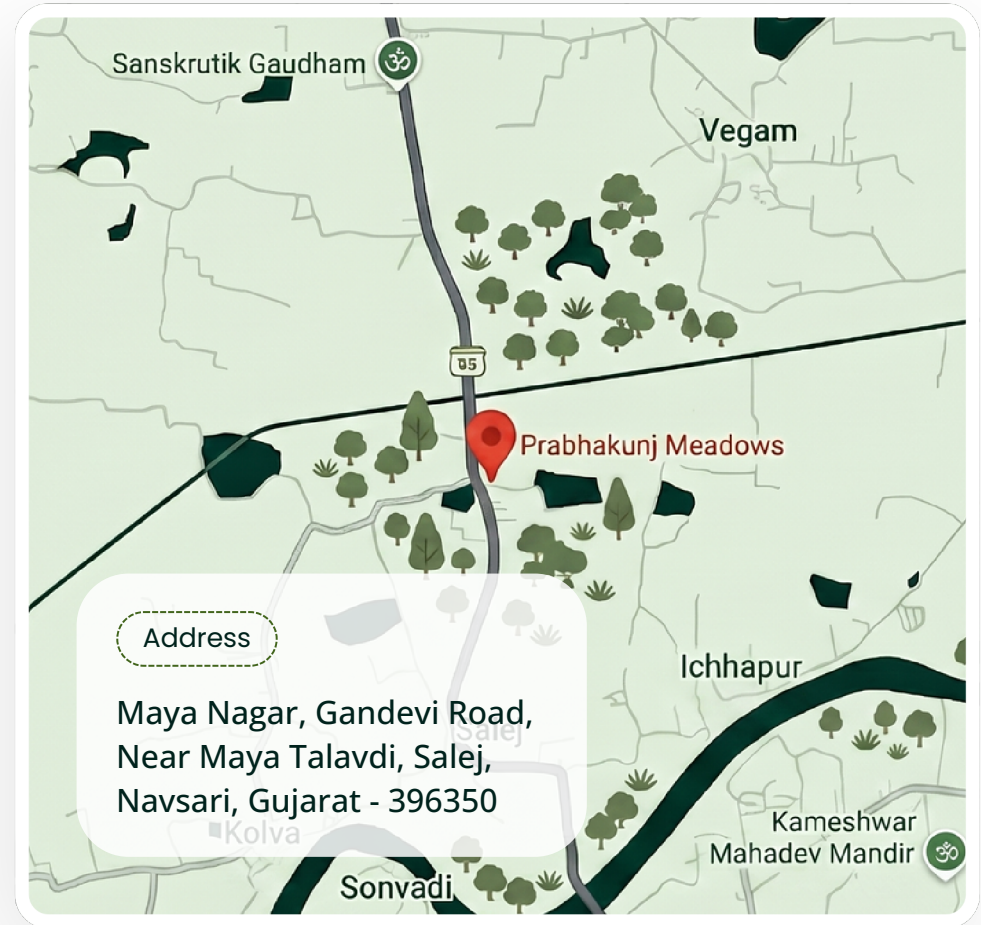 Sanskrutik Gaudham
ॐ
Vegam
Prabhakunj Meadows
Address
Maya Nagar, Gandevi Road,
Near Maya Talavdi, Salej,
Navsari, Gujarat - 396350
Salej
Ichhapur
Kolva
Kameshwar
Mahadev Mandir
ॐ
Sonvadi